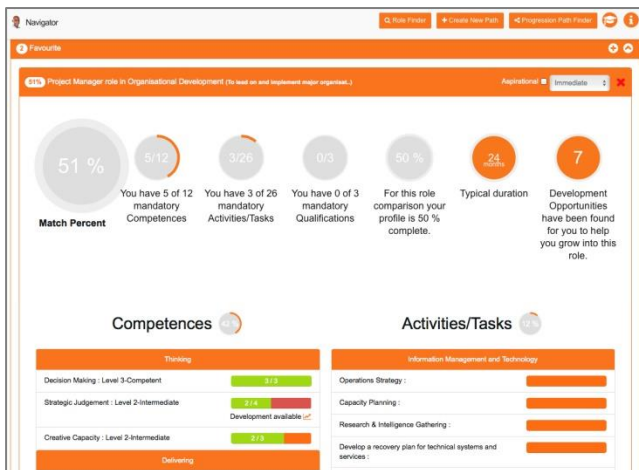 Navigator
Role Finder
Create New Path
Progression Path Finder
2 Favourite
51% Project Manager role in Organisational Development (To lead on and implement major organisat..)
Aspirational
Immediate
51 %
5/12
3/26
0/3
50 %
24
months
7
Match Percent
You have 5 of 12
mandatory
Competences
You have 3 of 26
mandatory
Activities/Tasks
You have 0 of 3
mandatory
Qualifications
For this role
comparison your
profile is 50 %
complete.
Typical duration
Development
Opportunities
have been found
for you to help
you grow into this
role.
Competences
Activities/Tasks
12 %
Thinking
Decision Making : Level 3-Competent
3 / 3
Strategic Judgement : Level 2-Intermediate
2 / 4
Development available
Creative Capacity : Level 2-Intermediate
2 / 3
Delivering
Information Management and Technology
Operations Strategy :
Capacity Planning :
Research & Intelligence Gathering :
Develop a recovery plan for technical systems and
services :